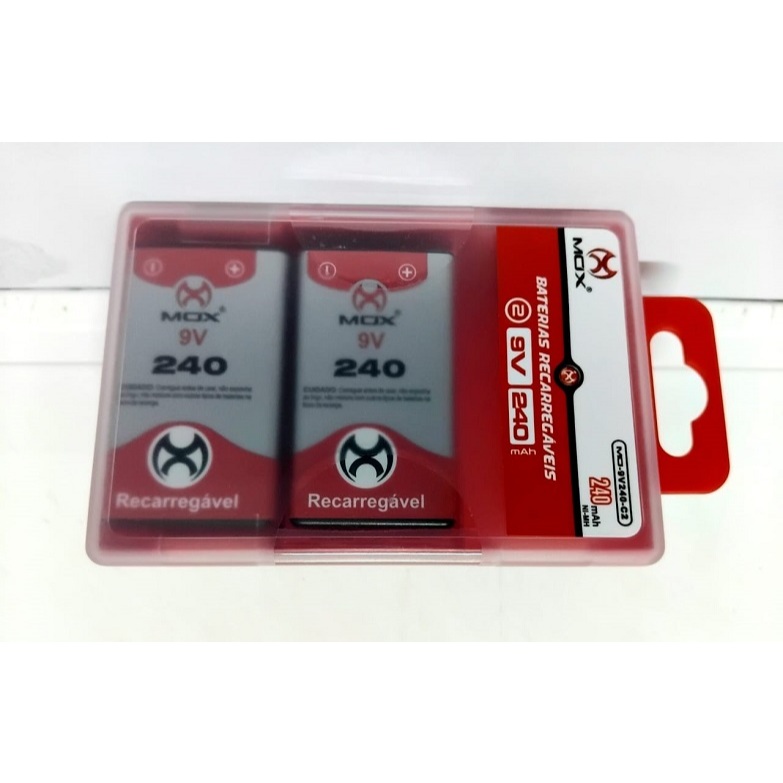 MOX®
9V
240
Recarregável
MOX®
9V
240
Recarregável
MOX®
BATERIAS RECARREGÁVEIS
2 9V 240 mAh
MO-9V240-C2
240 mAh
Ni-MH